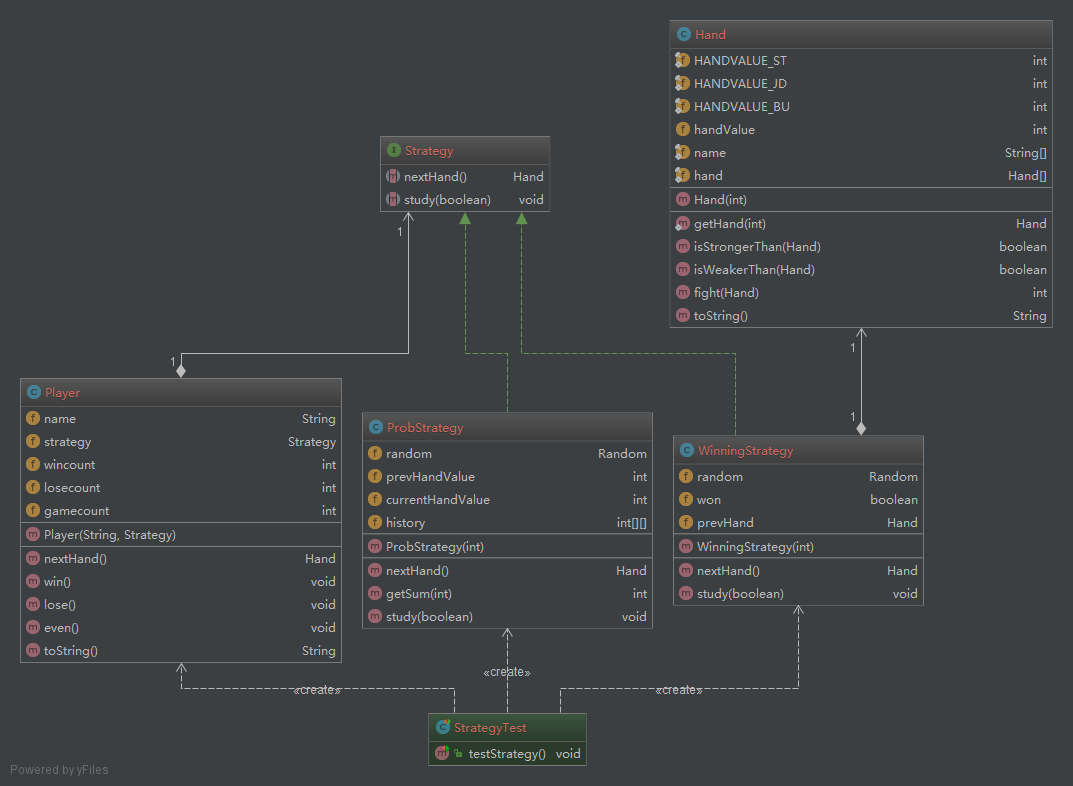 Hand
HANDVALUE_ST int
HANDVALUE_JD int
HANDVALUE_BU int
handValue int
name String[]
hand Hand[]
Hand(int)
getHand(int) Hand
isStrongerThan(Hand) boolean
isWeakerThan(Hand) boolean
fight(Hand) int
toString() String
Strategy
nextHand() Hand
study(boolean) void
1
1
1
1
Player
name String
strategy Strategy
wincount int
losecount int
gamecount int
Player(String, Strategy)
nextHand() Hand
win() void
lose() void
even() void
toString() String
ProbStrategy
random Random
prevHandValue int
currentHandValue int
history int[][]
ProbStrategy(int)
nextHand() Hand
getSum(int) int
study(boolean) void
WinningStrategy
random Random
won boolean
prevHand Hand
WinningStrategy(int)
nextHand() Hand
study(boolean) void
«create»
«create»
«create»
StrategyTest
testStrategy() void
Powered by yFiles